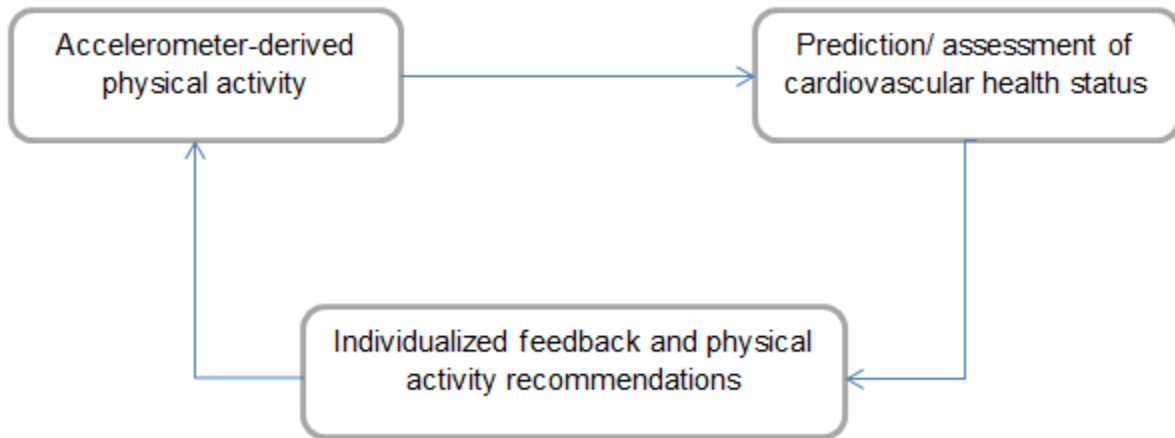 Accelerometer-derived
physical activity
Prediction/ assessment of
cardiovascular health status
Individualized feedback and physical
activity recommendations